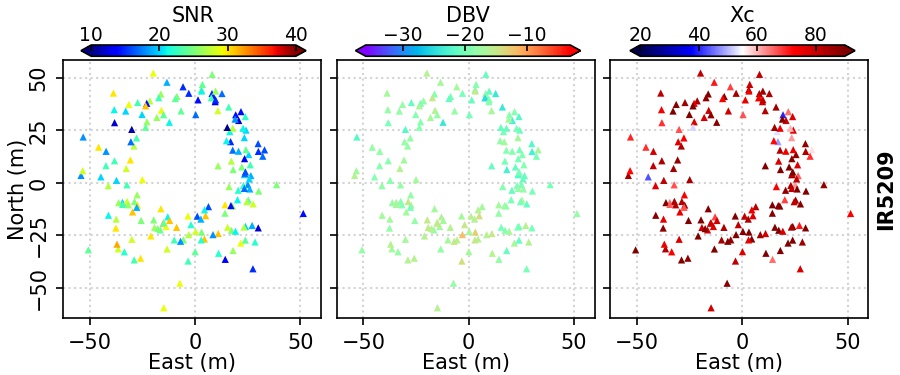 SNR DBV Xc
10 20 30 40 −30 −20 −10 20 40 60 80
50
25
0
−25
−50
North (m)
−50 0 50 −50 0 50 −50 0 50
East (m) East (m) East (m)
IR5209